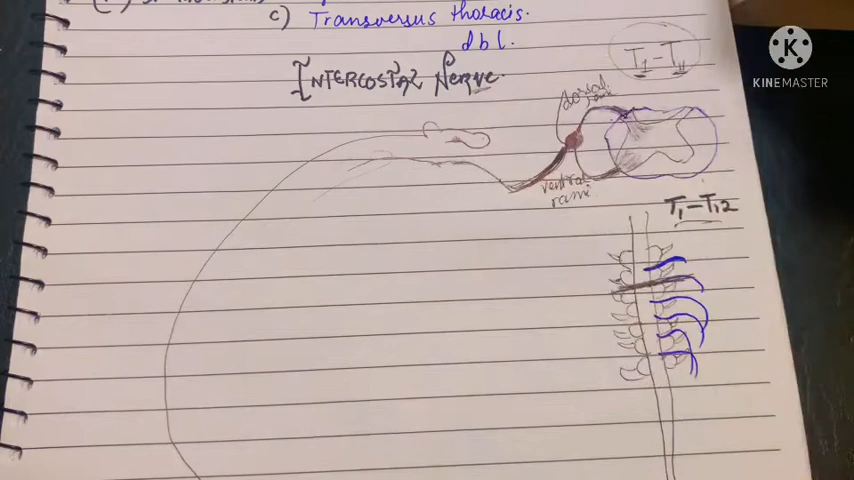 c) Transversus thoracis.
dbl.
T1-T11
INTERCOSTAL Nerve.
K
KINEMASTER
dorsal
rami
ventral
rami
T1-T12